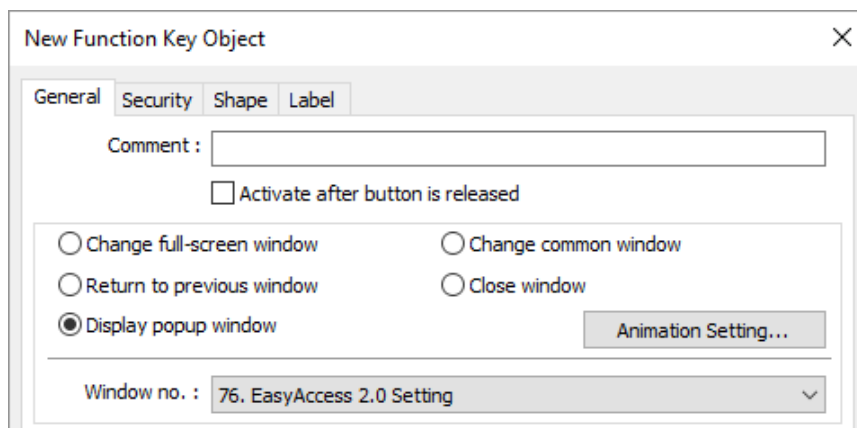 New Function Key Object
General Security Shape Label
Comment :
Activate after button is released
Change full-screen window Change common window
Return to previous window Close window
Display popup window Animation Setting...
Window no. : 76. EasyAccess 2.0 Setting